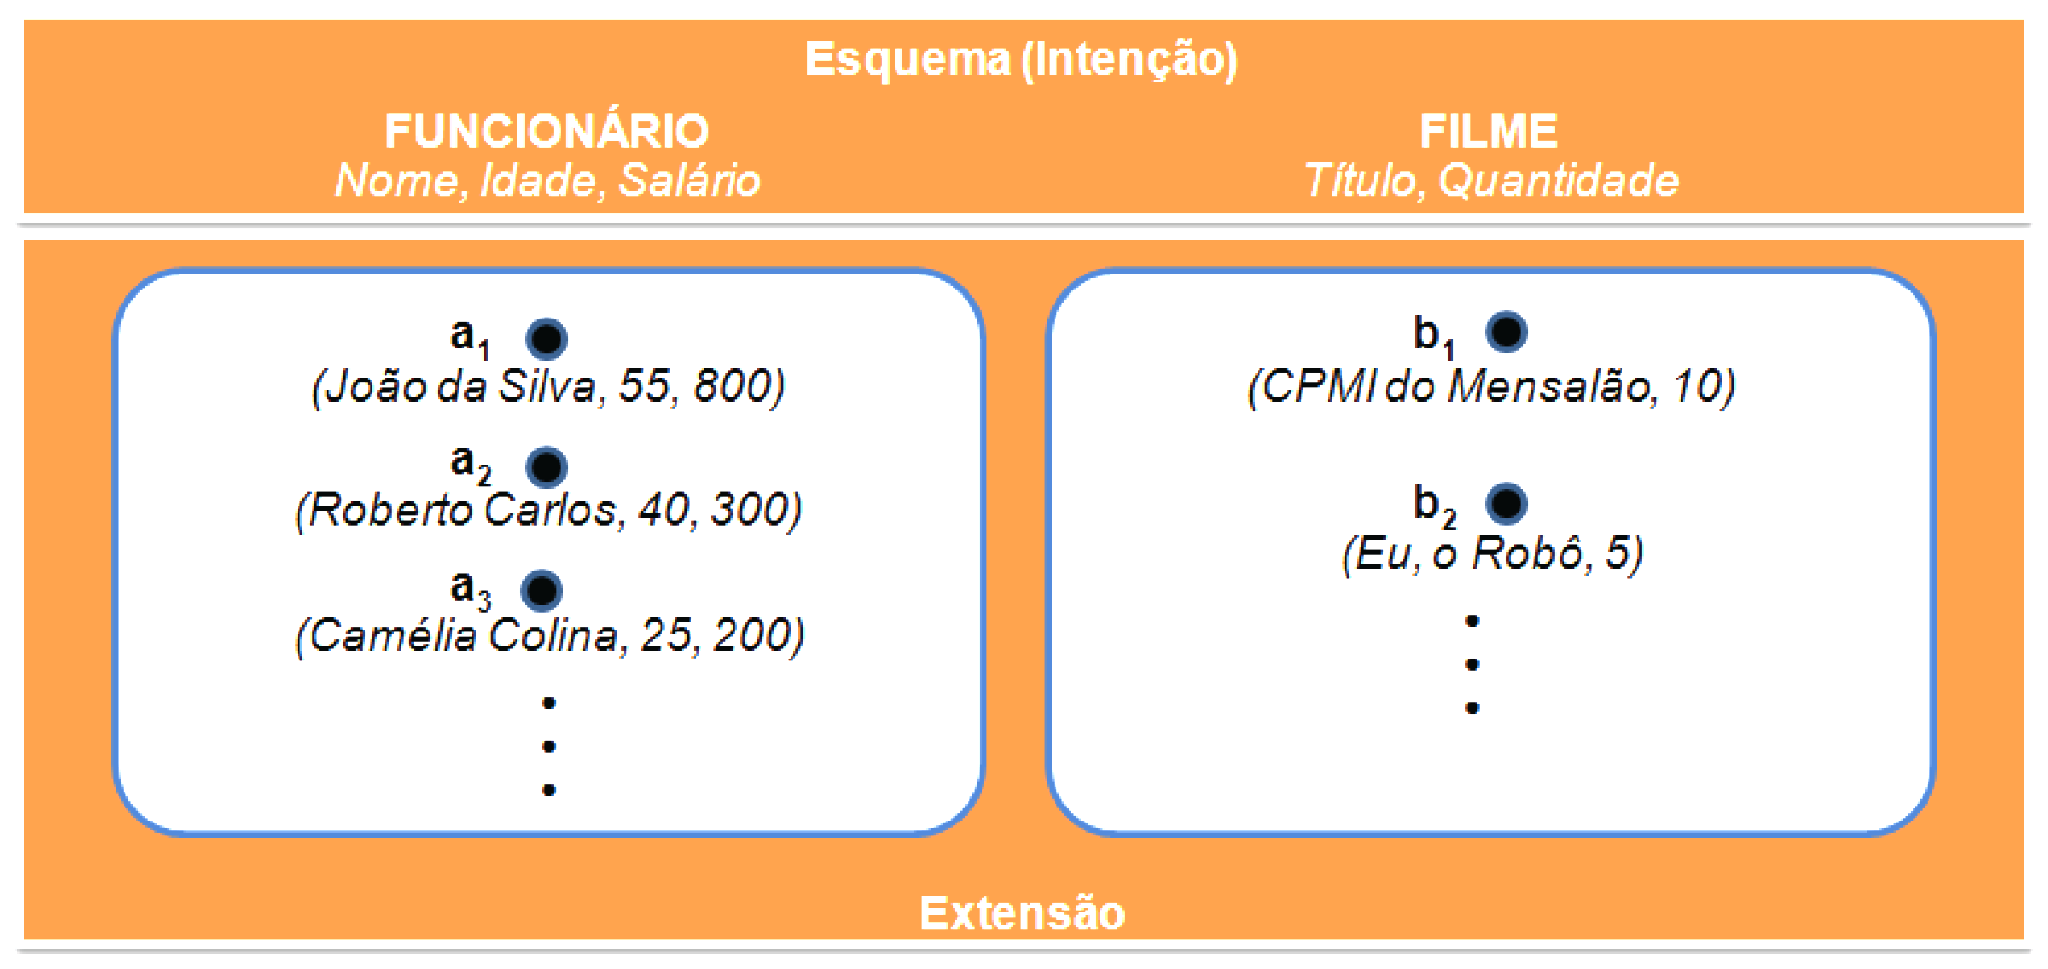 Esquema (Intenção)
FUNCIONÁRIO
Nome, Idade, Salário
FILME
Título, Quantidade
a1
(João da Silva, 55, 800)
a2
(Roberto Carlos, 40, 300)
a3
(Camélia Colina, 25, 200)
b1
(CPMI do Mensalão, 10)
b2
(Eu, o Robô, 5)
Extensão